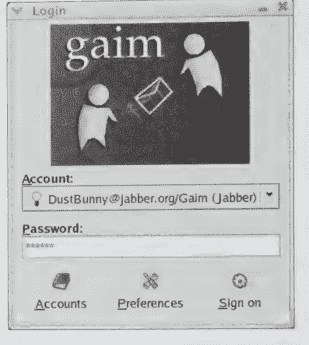 Login
gaim
Account:
DustBunny@jabber.org/Gaim (Jabber)
Password:
******
Accounts Preferences Sign on